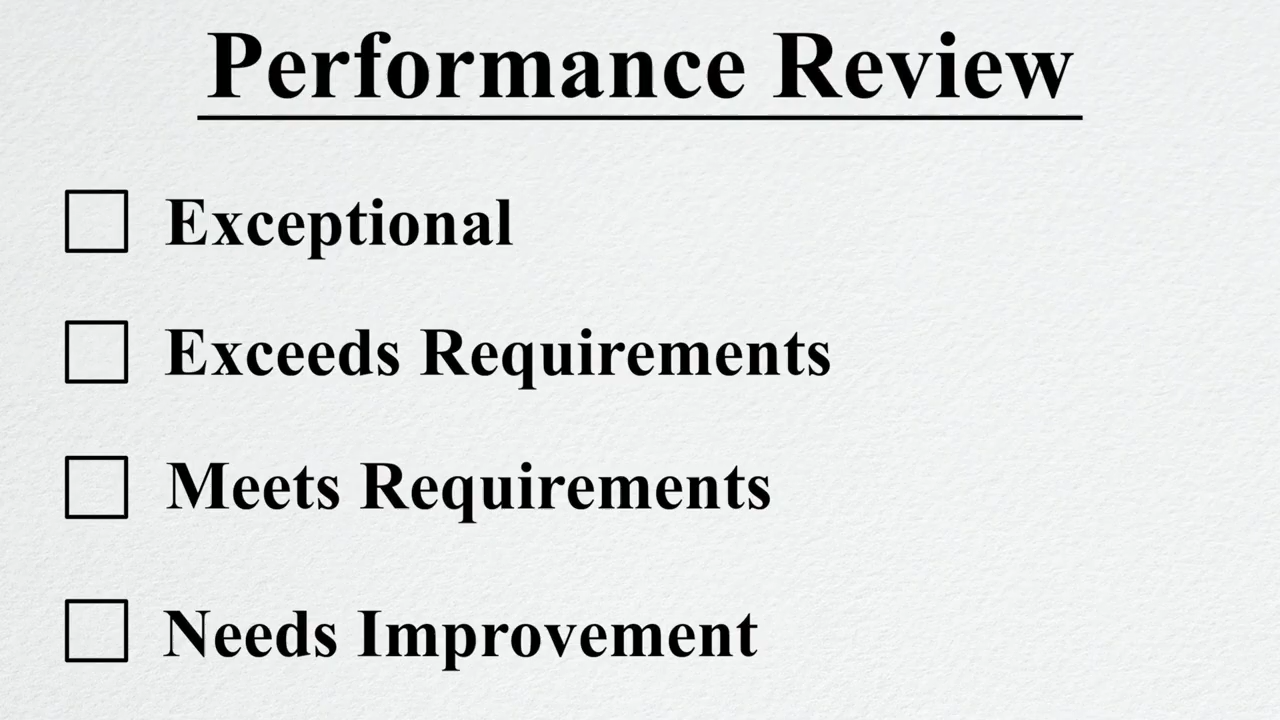 Performance Review
Exceptional
Exceeds Requirements
Meets Requirements
Needs Improvement